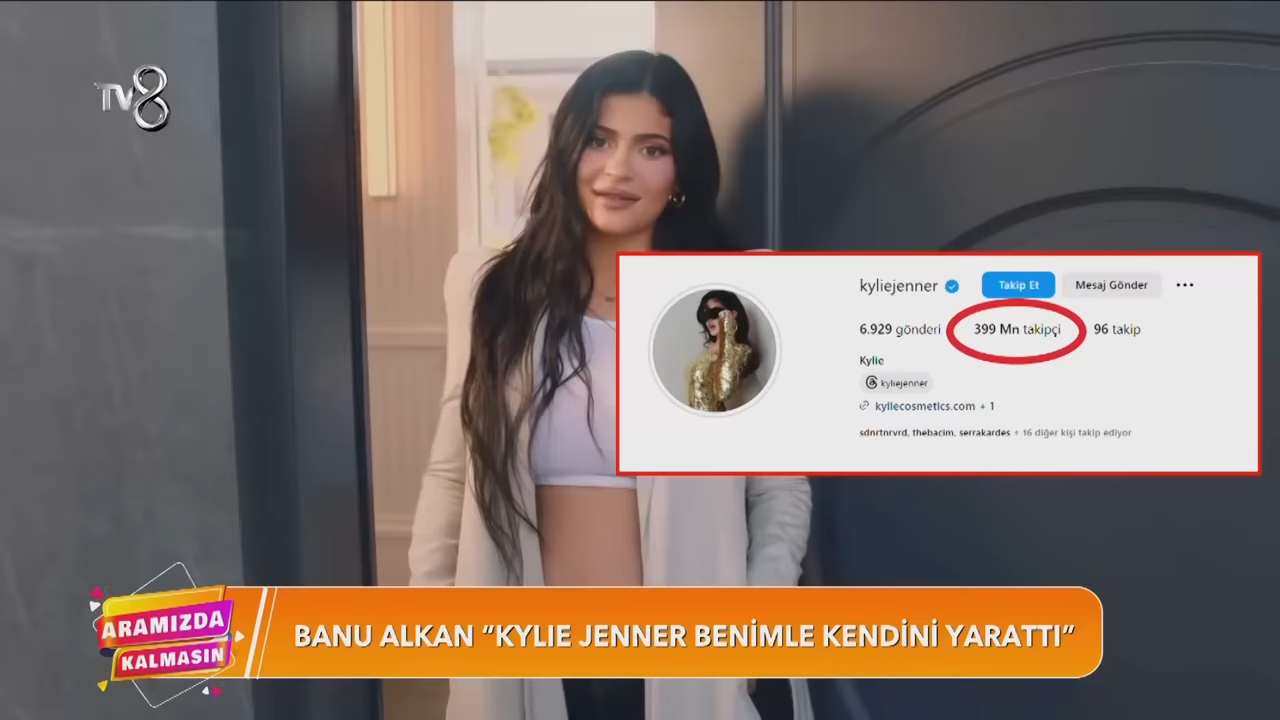 TV8
kyliejenner
Takip Et
Mesaj Gönder
6.929 gönderi
399 Mn takipçi
96 takip
Kylie
kyliejenner
kyliecosmetics.com + 1
sdnrtnrvrd, thebacim, serrakardes + 16 diğer kişi takip ediyor
ARAMIZDA
KALMASIN
BANU ALKAN “KYLIE JENNER BENİMLE KENDİNİ YARATTI”